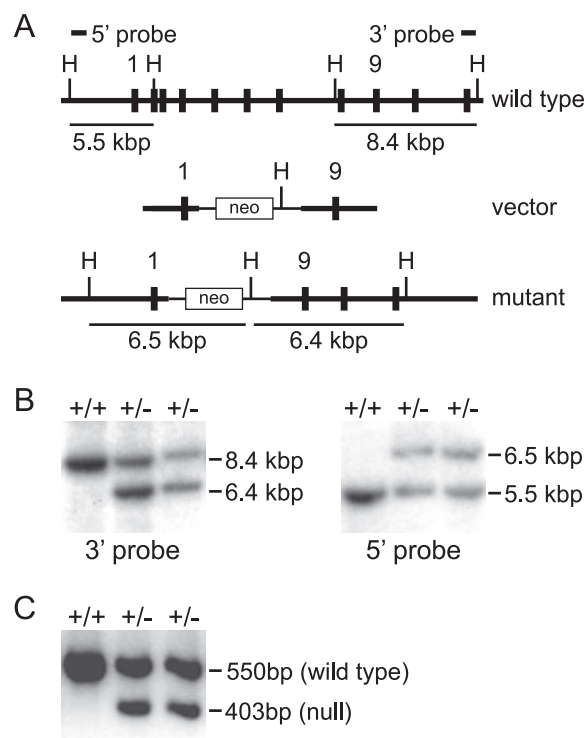 A
5' probe 3' probe
H 1 H H 9 H
wild type
5.5 kbp 8.4 kbp
1 H 9
neo
vector
H 1 H 9 H
neo
mutant
6.5 kbp 6.4 kbp
B
+/+ +/- +/- +/+ +/- +/-
8.4 kbp 6.5 kbp
6.4 kbp 5.5 kbp
3' probe 5' probe
C
+/+ +/- +/-
550bp (wild type)
403bp (null)